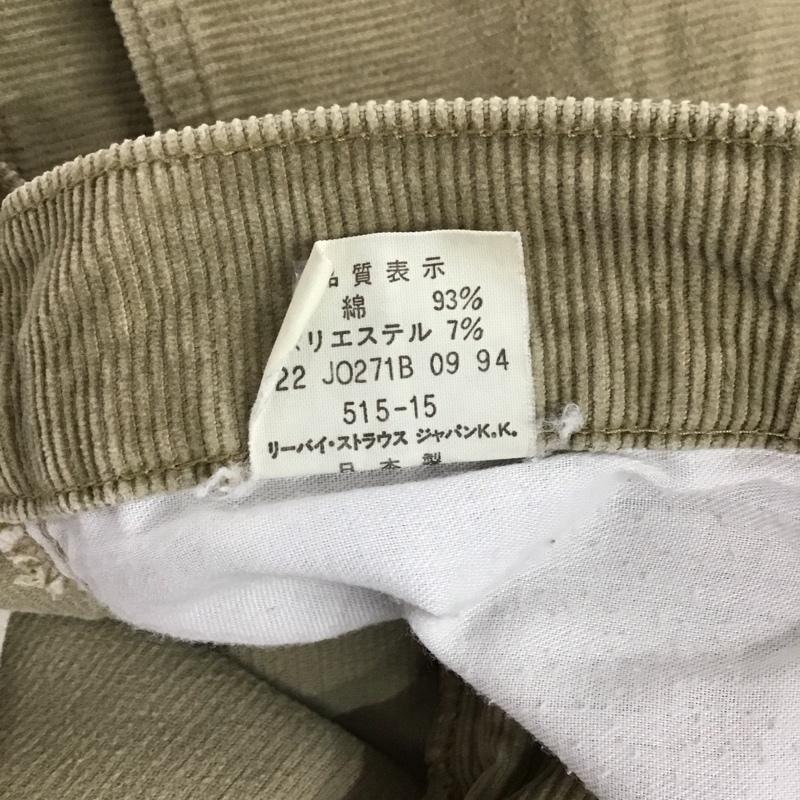 品質表示
綿 93%
ポリエステル 7%
22 JO271B 09 94
515-15
リーバイ・ストラウス ジャパンK.K.
日本製